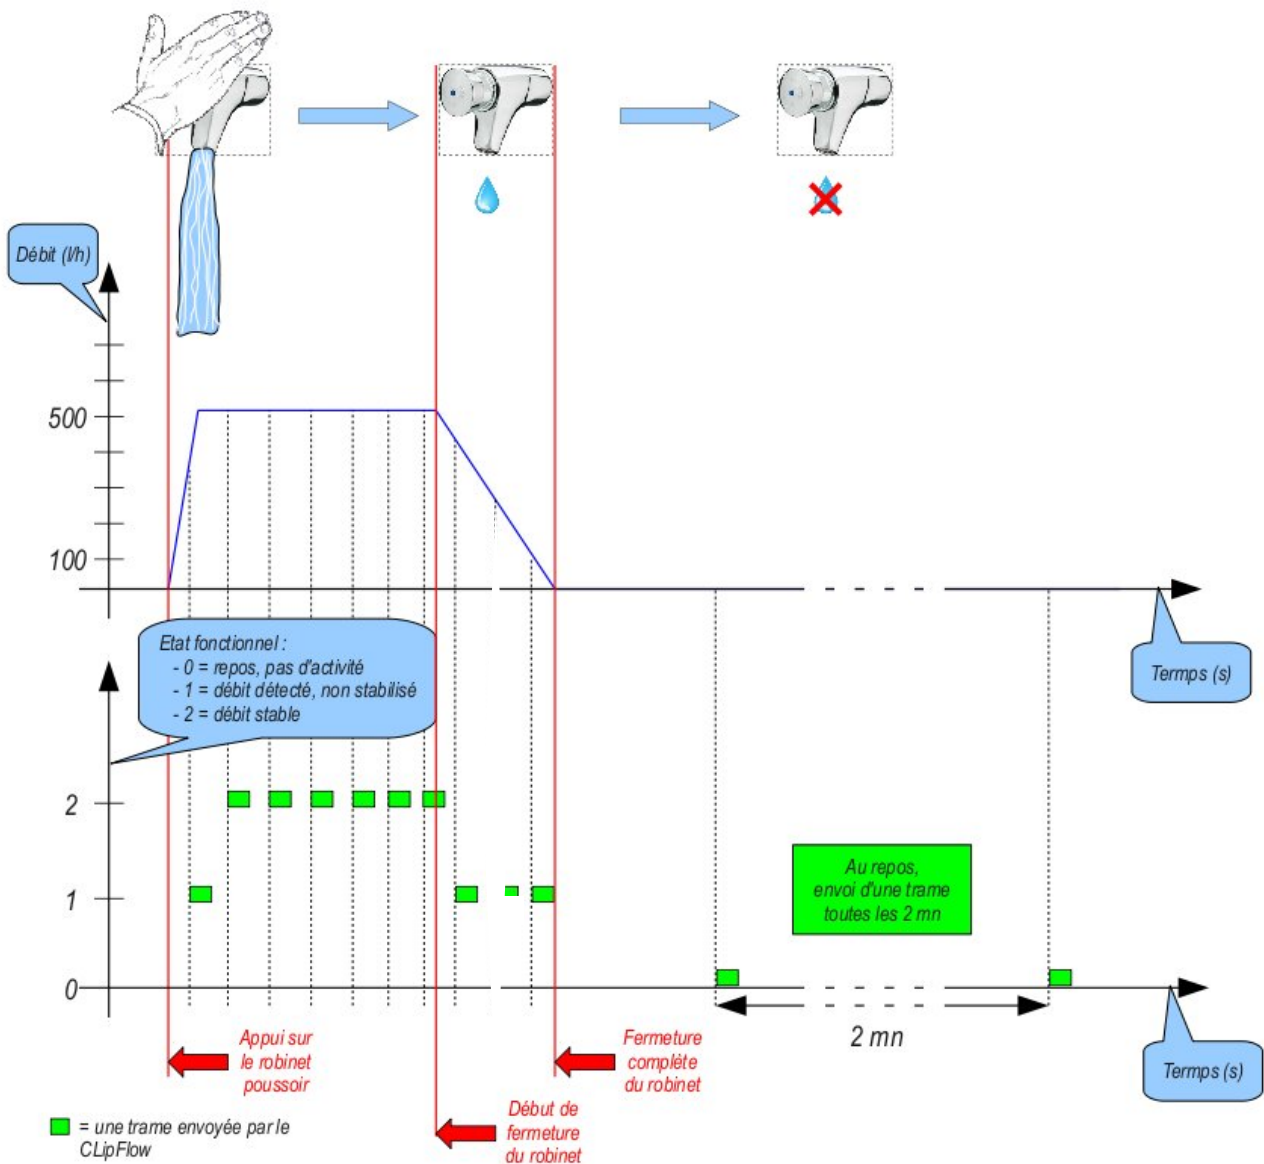 Débit (l/h)
500
100
Etat fonctionnel :
- 0 = repos, pas d'activité
- 1 = débit détecté, non stabilisé
- 2 = débit stable
Termps (s)
2
1
0
Au repos,
envoi d'une trame
toutes les 2 mn
2 mn
Termps (s)
Appui sur
le robinet
poussoir
Fermeture
complète
du robinet
Début de
fermeture
du robinet
= une trame envoyée par le
CLipFlow